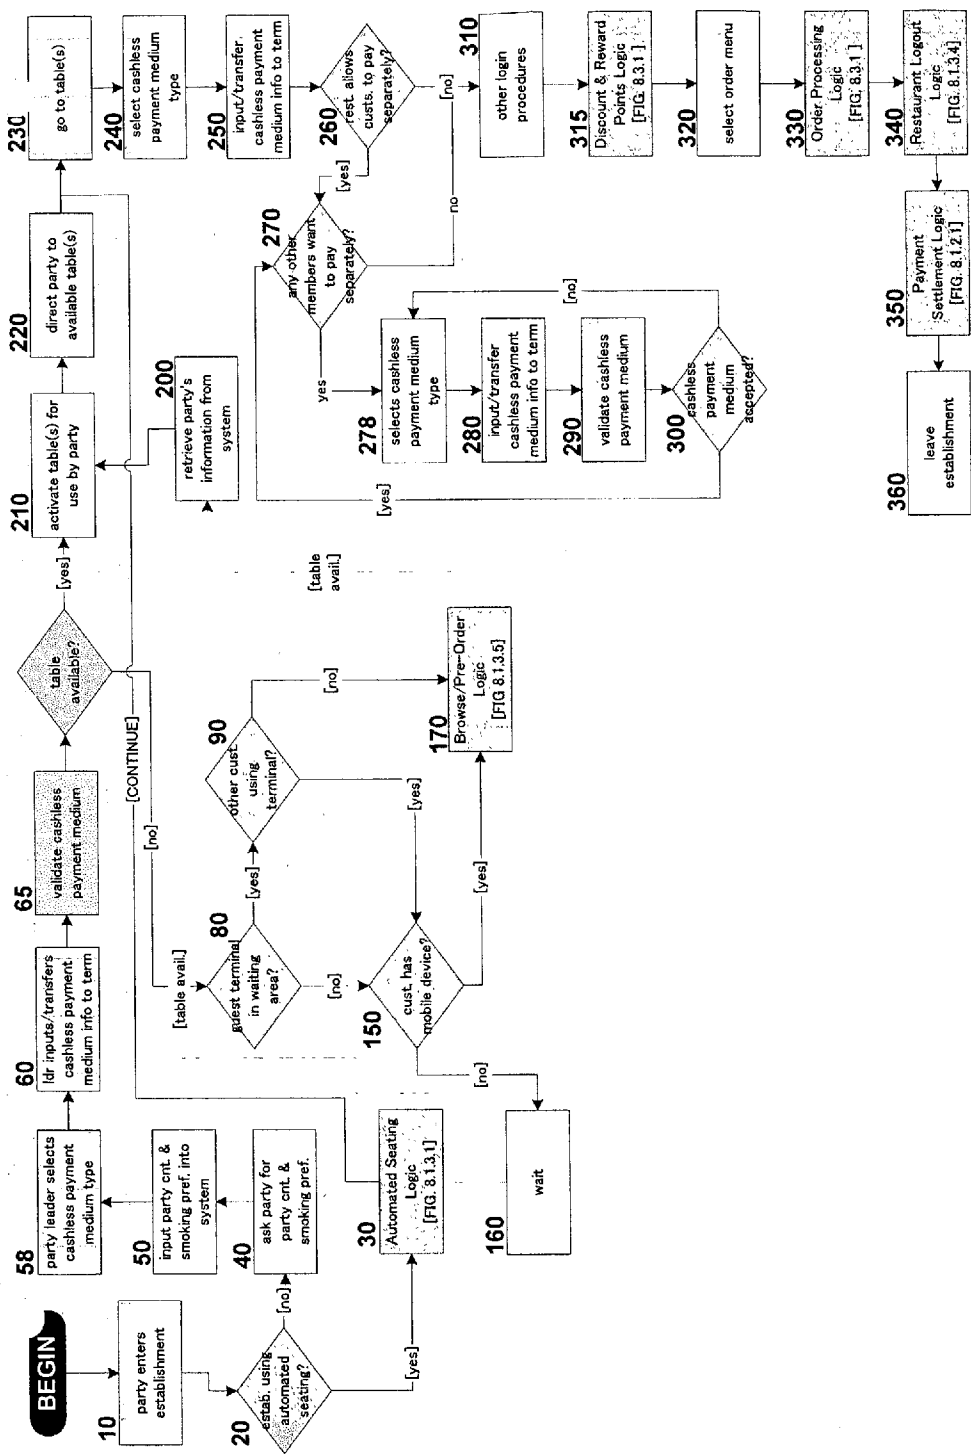 BEGIN
10
party enters
establishment
20
estab. using
automated
seating?
[no]
[yes]
30
Automated Seating
Logic
[FIG. 8.1.3.1]
40
ask party for
party cnt. &
smoking pref.
50
input party cnt. &
smoking pref. into
system
58
party leader selects
cashless payment
medium type
60
ldr inputs/transfers
cashless payment
medium info to term
65
validate cashless
payment medium
table
available?
[yes]
[no]
[CONTINUE]
[table avail.]
80
guest terminal
in waiting
area?
[yes]
[no]
90
other cust.
using
terminal?
[no]
[yes]
150
cust. has
mobile device?
[yes]
[no]
160
wait
170
Browse/Pre-Order
Logic
[FIG 8.1.3.5]
[table
avail.]
200
retrieve party's
information from
system
210
activate table(s) for
use by party
220
direct party to
available table(s)
230
go to table(s)
240
select cashless
payment medium
type
250
input/transfer.
cashless payment
medium info to term
260
rest. allows
custs. to pay
separately?
[no]
[yes]
270
any other
members want
to pay
separately?
no
yes
278
selects cashless
payment medium
type
280
input/transfer
cashless payment
medium info to term
290
validate cashless
payment medium
300
cashless
payment
medium
accepted?
[no]
[yes]
310
other login
procedures
315
Discount & Reward
Points Logic
[FIG. 8.3.1]
320
select order menu
330
Order Processing
Logic
[FIG. 8.3.1]
340
Restaurant Logout
Logic
[FIG. 8.1.3.4]
350
Payment
Settlement Logic
[FIG. 8.1.2.1]
360
leave
establishment